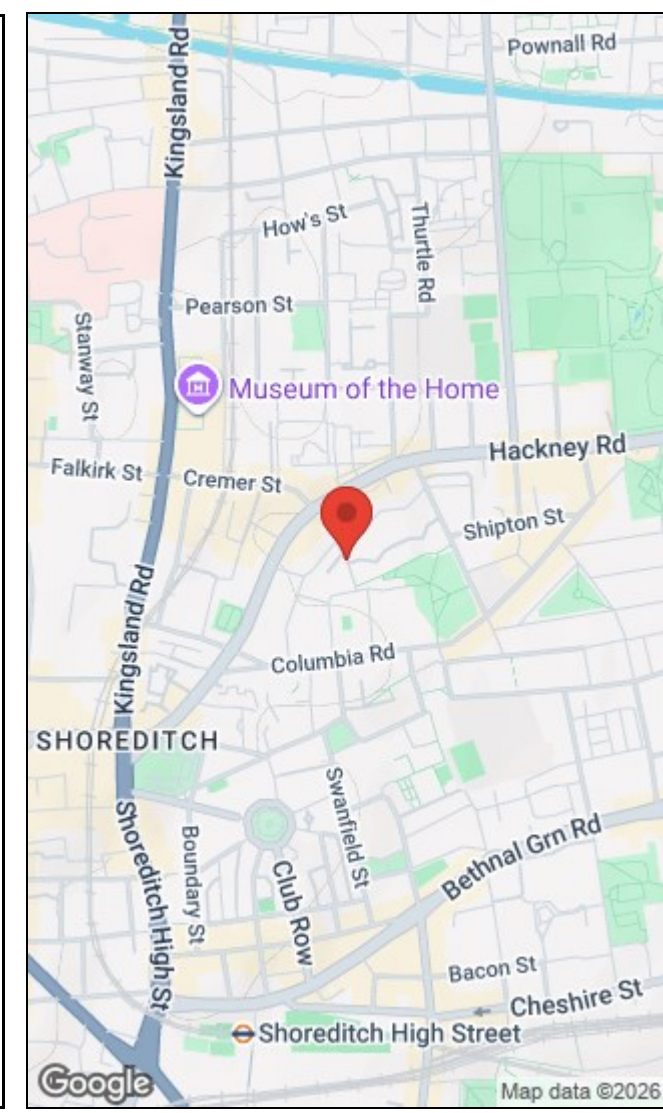 Pownall Rd
Kingsland Rd
How's St
Thurtle Rd
Pearson St
Stanway St
Museum of the Home
Hackney Rd
Falkirk St
Cremer St
Shipton St
Kingsland Rd
Columbia Rd
SHOREDITCH
Swanfield St
Shoreditch High St
Boundary St
Club Row
Bethnal Grn Rd
Bacon St
Cheshire St
Shoreditch High Street
Google
Map data ©2026